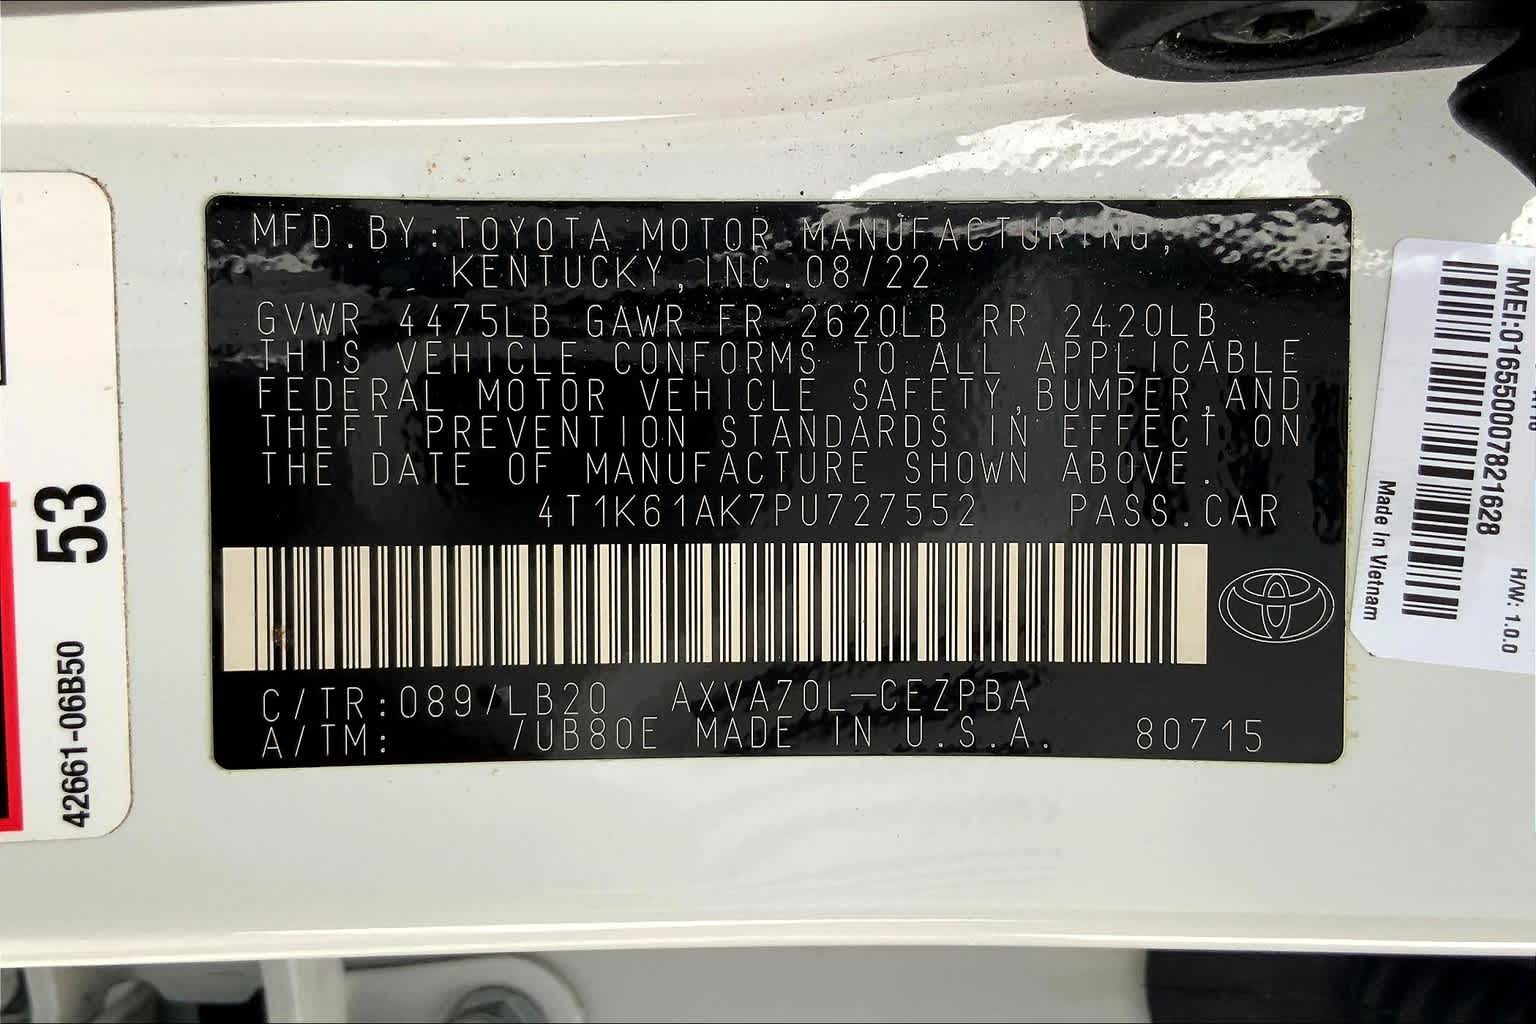 MFD.BY:TOYOTA MOTOR MANUFACTURING,
KENTUCKY,INC.08/22
GVWR 4475LB GAWR FR 2620LB RR 2420LB
THIS VEHICLE CONFORMS TO ALL APPLICABLE
FEDERAL MOTOR VEHICLE SAFETY,BUMPER,AND
THEFT PREVENTION STANDARDS IN EFFECT ON
THE DATE OF MANUFACTURE SHOWN ABOVE.
4T1K61AK7PU727552 PASS.CAR
C/TR:089/LB20 AXVA70L-CEZPBA
A/TM: /UB80E MADE IN U.S.A. 80715
53
42661-06B50
IMEI:016550007821628
H/W: 1.0.0
Made In Vietnam